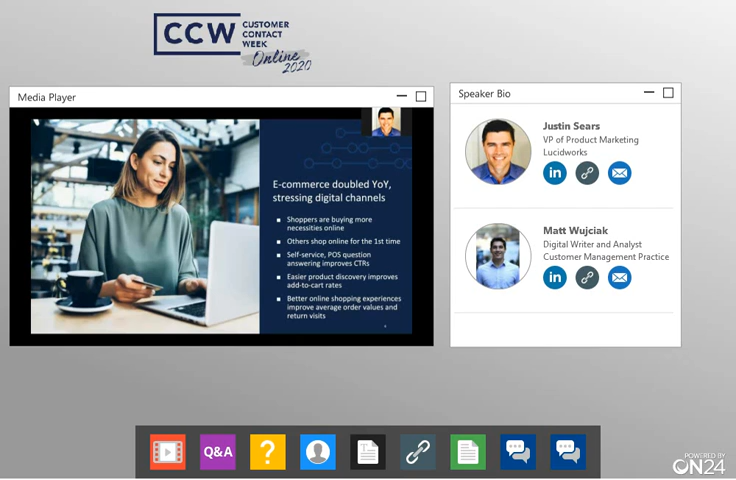 CCW
CUSTOMER
CONTACT
WEEK
Online
2020
Media Player
E-commerce doubled YoY,
stressing digital channels
Shoppers are buying more
necessities online
Others shop online for the 1st time
Self-service, POS question
answering improves CTRs
Easier product discovery improves
add-to-cart rates
Better online shopping experiences
improve average order values and
return visits
Speaker Bio
Justin Sears
VP of Product Marketing
Lucidworks
in
Matt Wujciak
Digital Writer and Analyst
Customer Management Practice
in
Q&A
?
POWERED BY
ON24